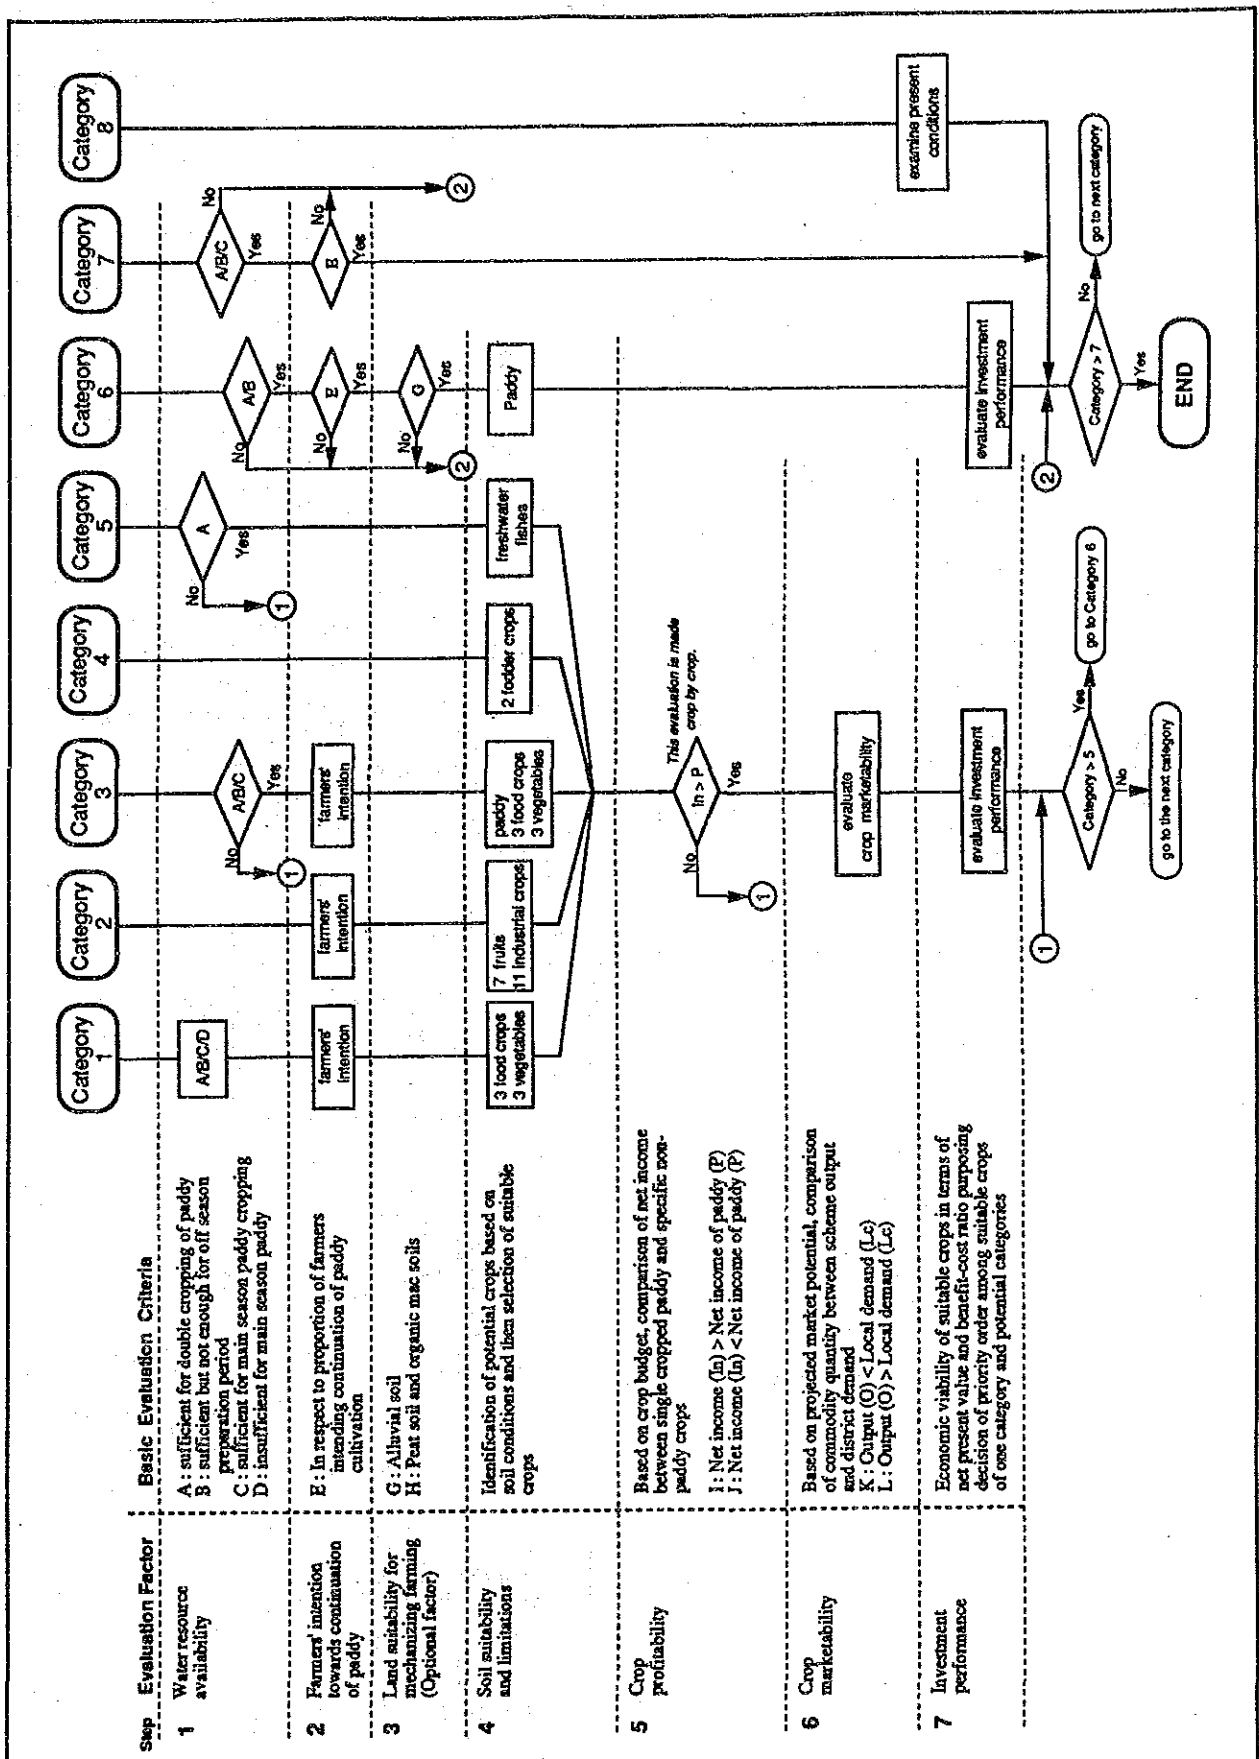 Step Evaluation Factor
Basic Evaluation Criteria
Category 1
Category 2
Category 3
Category 4
Category 5
Category 6
Category 7
Category 8
1
Water resource
availability
A : sufficient for double cropping of paddy
B : sufficient but not enough for off season
preparation period
C : sufficient for main season paddy cropping
D : insufficient for main season paddy
A/B/C/D
A/B/C
No
Yes
1
A
No
Yes
1
A/B
No
Yes
A/B/C
No
Yes
2
Farmers' intention
towards continuation
of paddy
E : In respect to proportion of farmers
intending continuation of paddy
cultivation
farmers'
intention
farmers'
intention
farmers'
intention
E
No
Yes
E
No
Yes
2
3
Land suitability for
mechanizing farming
(Optional factor)
G : Alluvial soil
H : Peat soil and organic mac soils
G
No
Yes
2
4
Soil suitability
and limitations
Identification of potential crops based on
soil conditions and then selection of suitable
crops
3 food crops
3 vegetables
7 fruits
11 industrial crops
paddy
3 food crops
3 vegetables
2 fodder crops
freshwater
fishes
Paddy
5
Crop
profitability
Based on crop budget, comparison of net income
between single cropped paddy and specific non-
paddy crops
I : Net income (In) > Net income of paddy (P)
J : Net income (In) < Net income of paddy (P)
This evaluation is made
crop by crop.
In > P
No
Yes
1
6
Crop
marketability
Based on projected market potential, comparison
of commodity quantity between scheme output
and district demand
K : Output (O) < Local demand (Lc)
L : Output (O) > Local demand (Lc)
evaluate
crop marketability
7
Investment
performance
Economic viability of suitable crops in terms of
net present value and benefit-cost ratio purposing
decision of priority order among suitable crops
of one category and potential categories
evaluate investment
performance
evaluate investment
performance
examine present
conditions
1
Category > 5
Yes
go to Category 6
No
go to the next category
2
Category > 7
No
go to next category
Yes
END